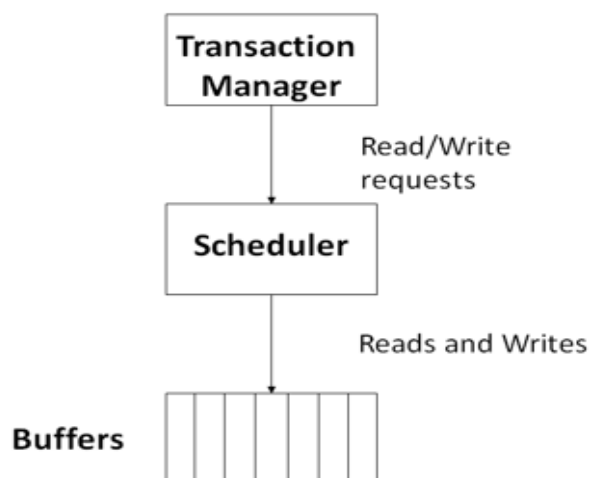 Transaction
Manager
Read/Write
requests
Scheduler
Reads and Writes
Buffers